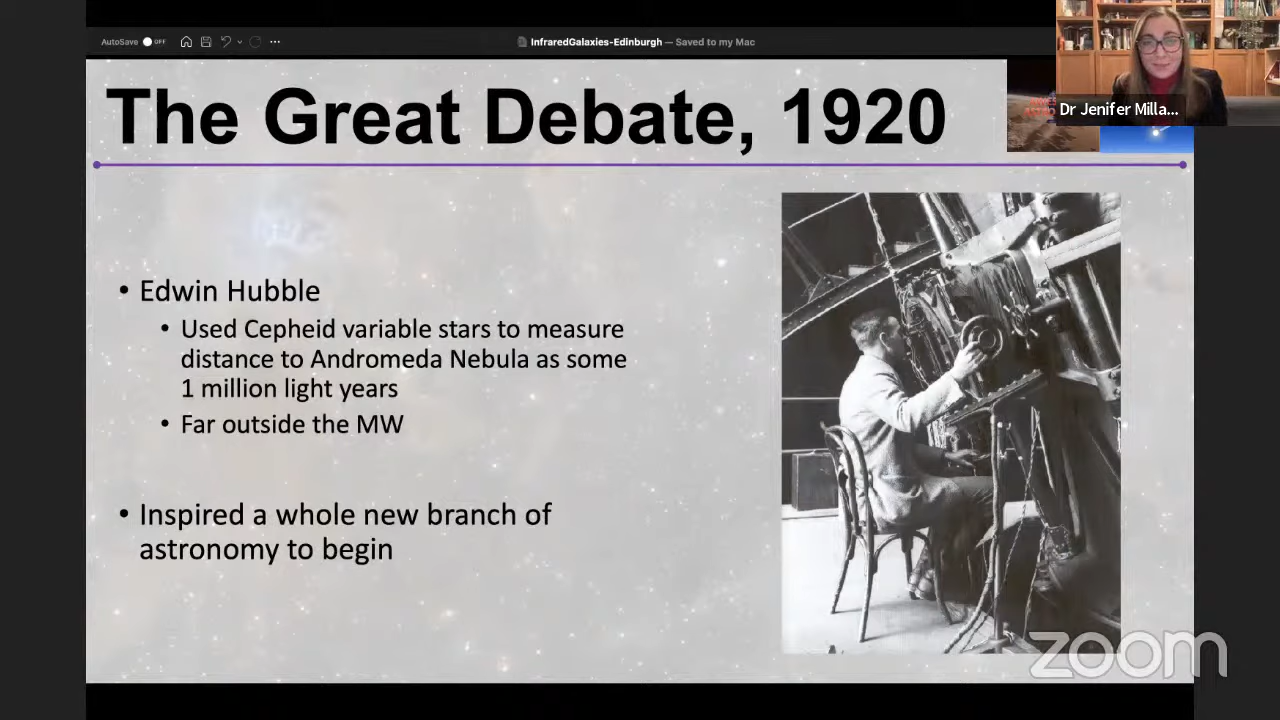 AutoSave OFF
InfraredGalaxies-Edinburgh — Saved to my Mac
Dr Jenifer Milla...
The Great Debate, 1920
• Edwin Hubble
• Used Cepheid variable stars to measure
distance to Andromeda Nebula as some
1 million light years
• Far outside the MW
• Inspired a whole new branch of
astronomy to begin
zoom